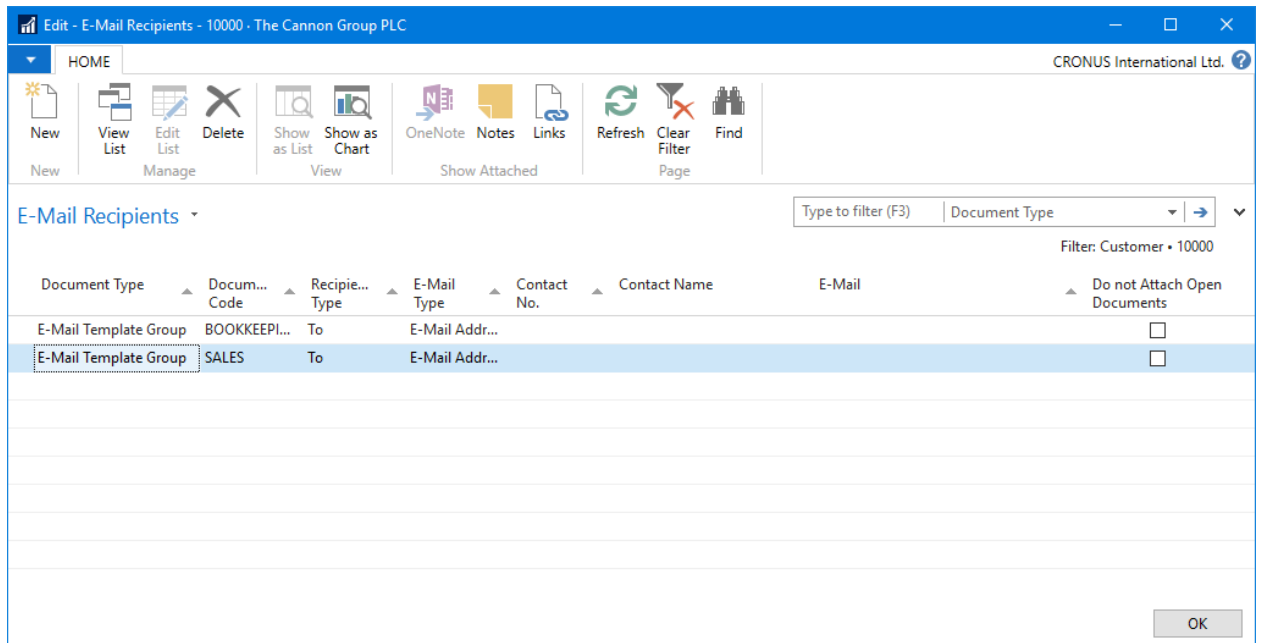 Edit - E-Mail Recipients - 10000 · The Cannon Group PLC
HOME
CRONUS International Ltd.
New
View List
Edit List
Delete
Show as List
Show as Chart
OneNote
Notes
Links
Refresh
Clear Filter
Find
New
Manage
View
Show Attached
Page
E-Mail Recipients
Type to filter (F3)
Document Type
Filter: Customer • 10000
Document Type
Docum... Code
Recipie... Type
E-Mail Type
Contact No.
Contact Name
E-Mail
Do not Attach Open Documents
E-Mail Template Group BOOKKEEPI... To E-Mail Addr...
E-Mail Template Group SALES To E-Mail Addr...
OK